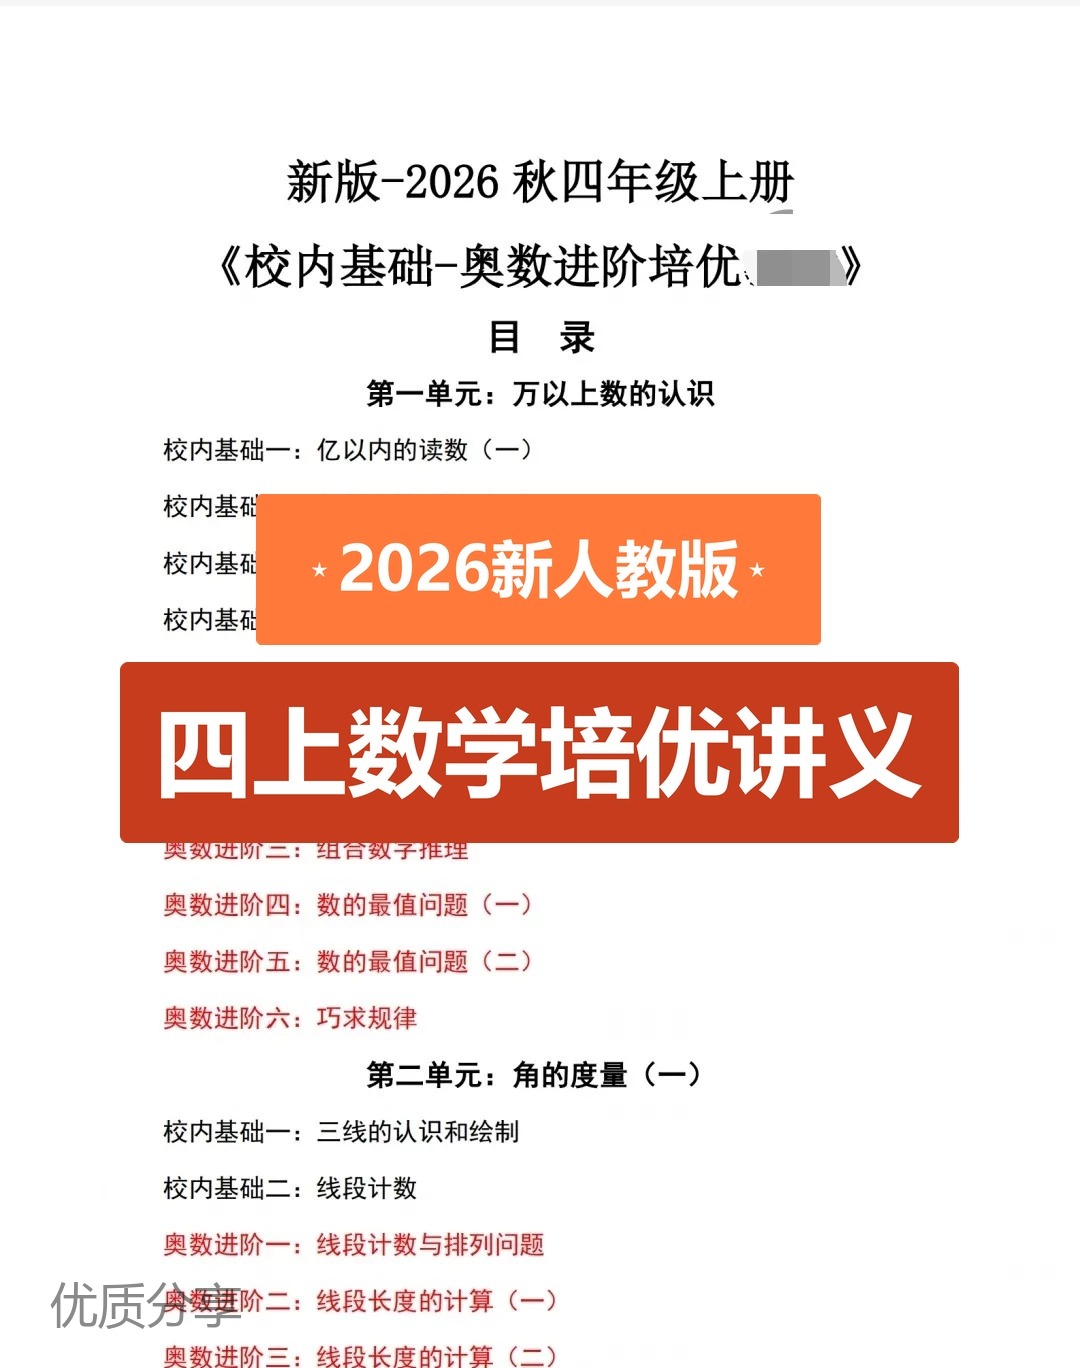 新版-2026 秋四年级上册
《校内基础-奥数进阶培优》
目 录
第一单元：万以上数的认识
校内基础一：亿以内的读数（一）
校内基础
校内基础
校内基础
2026新人教版
四上数学培优讲义
奥数进阶三：组合数字推理
奥数进阶四：数的最值问题（一）
奥数进阶五：数的最值问题（二）
奥数进阶六：巧求规律
第二单元：角的度量（一）
校内基础一：三线的认识和绘制
校内基础二：线段计数
奥数进阶一：线段计数与排列问题
奥数进阶二：线段长度的计算（一）
优质分享
奥数进阶三：线段长度的计算（二）